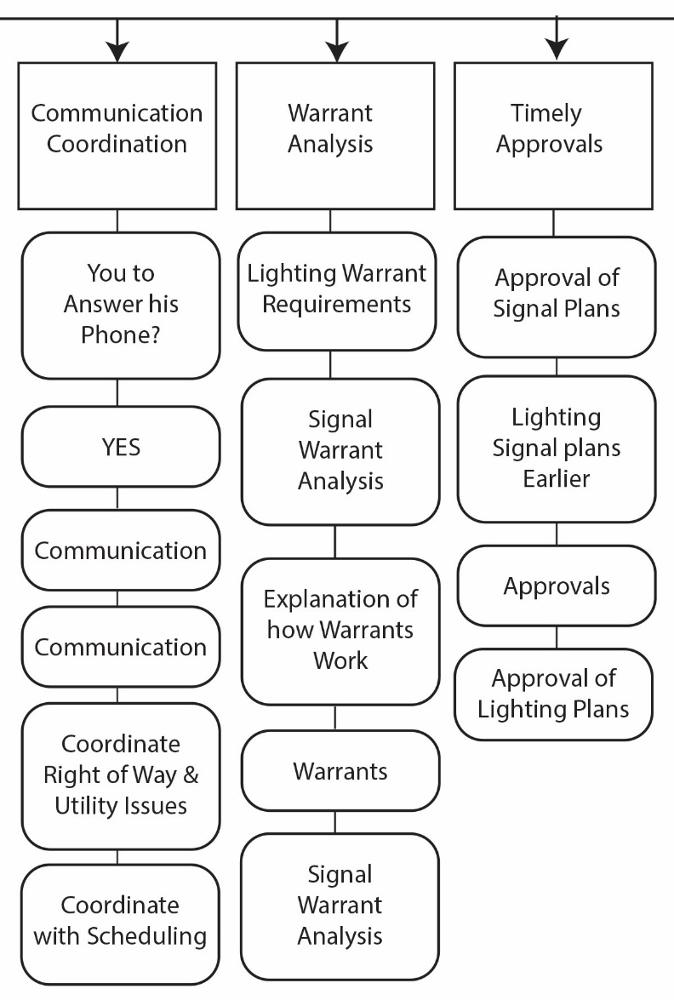 Communication
Coordination
You to
Answer his
Phone?
YES
Communication
Communication
Coordinate
Right of Way &
Utility Issues
Coordinate
with Scheduling
Warrant
Analysis
Lighting Warrant
Requirements
Signal
Warrant
Analysis
Explanation of
how Warrants
Work
Warrants
Signal
Warrant
Analysis
Timely
Approvals
Approval of
Signal Plans
Lighting
Signal plans
Earlier
Approvals
Approval of
Lighting Plans